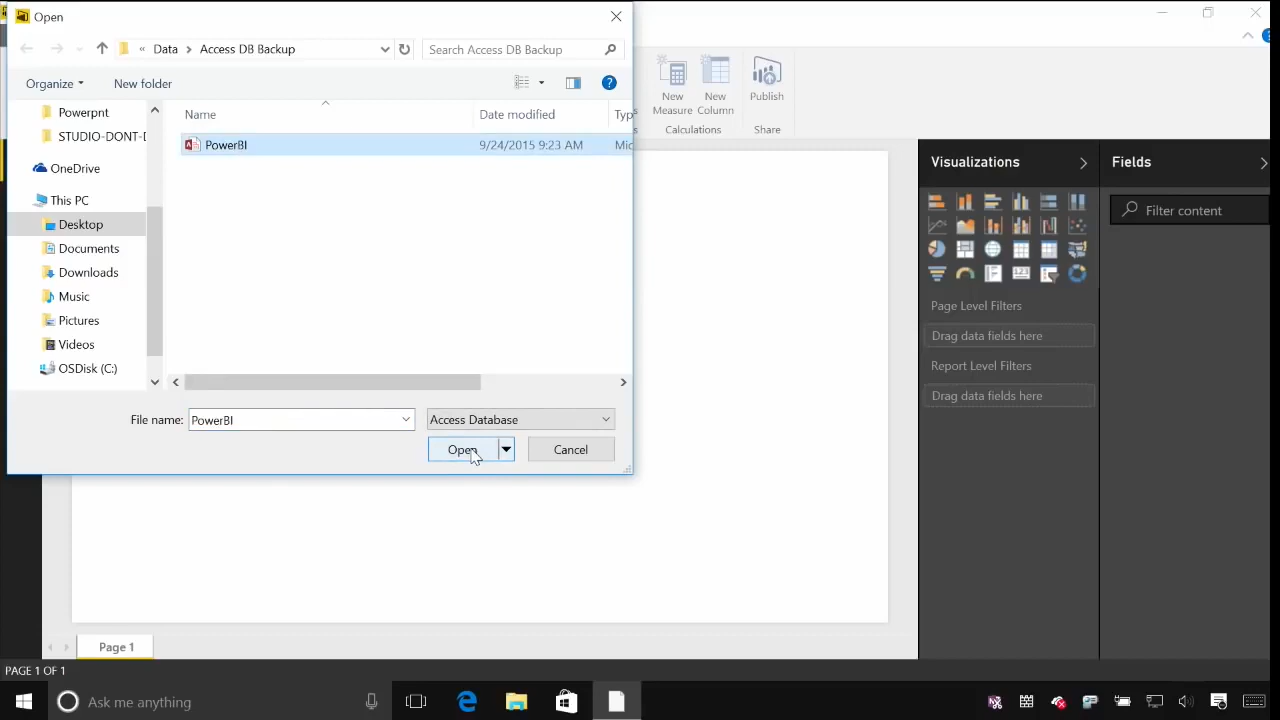 Open
« Data > Access DB Backup
Search Access DB Backup
Organize
New folder
Name
Date modified
Powerpnt
STUDIO-DONT-
OneDrive
This PC
Desktop
Documents
Downloads
Music
Pictures
Videos
OSDisk (C:)
PowerBI
9/24/2015 9:23 AM
File name:
PowerBI
Access Database
Open
Cancel
New
Measure
New
Column
Publish
Calculations
Share
Visualizations
Fields
Filter content
Page Level Filters
Drag data fields here
Report Level Filters
Drag data fields here
Page 1
PAGE 1 OF 1
Ask me anything